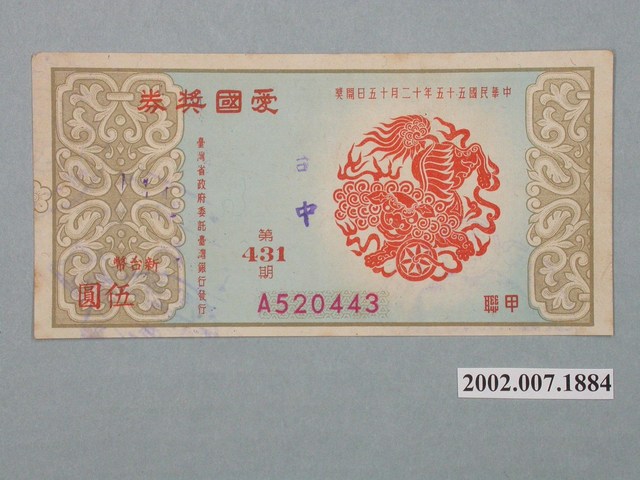 中華民國五十五年十二月十五日開獎
愛國獎券
臺灣省政府委託臺灣銀行發行
台中
第
431
期
A520443
新台幣
伍圓
甲聯
2002.007.1884